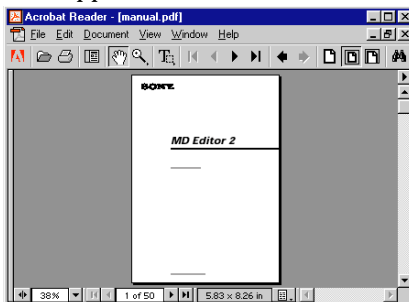 Acrobat Reader - [manual.pdf]
File Edit Document View Window Help
SONY
MD Editor 2
38% 1 of 50 5.83 x 8.26 in